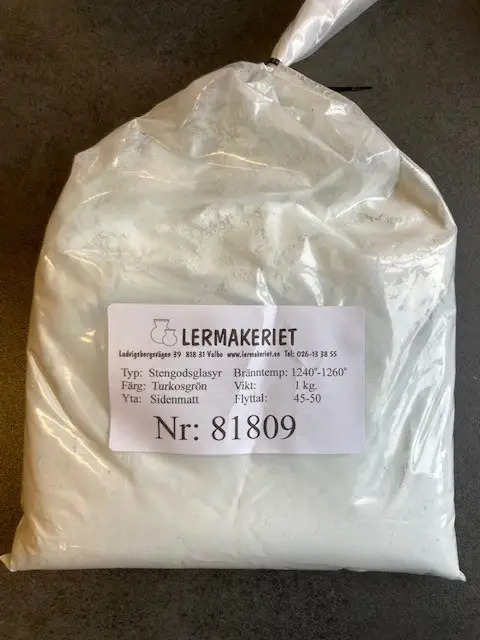 LERMAKERIET
Ludvigsbergsvägen 39 818 31 Valbo www.lermakeriet.se Tel: 026-13 38 55
Typ: Stengodsglasyr Bränntemp: 1240°-1260°
Färg: Turkosgrön Vikt: 1 kg.
Yta: Sidenmatt Flyttal: 45-50
Nr: 81809